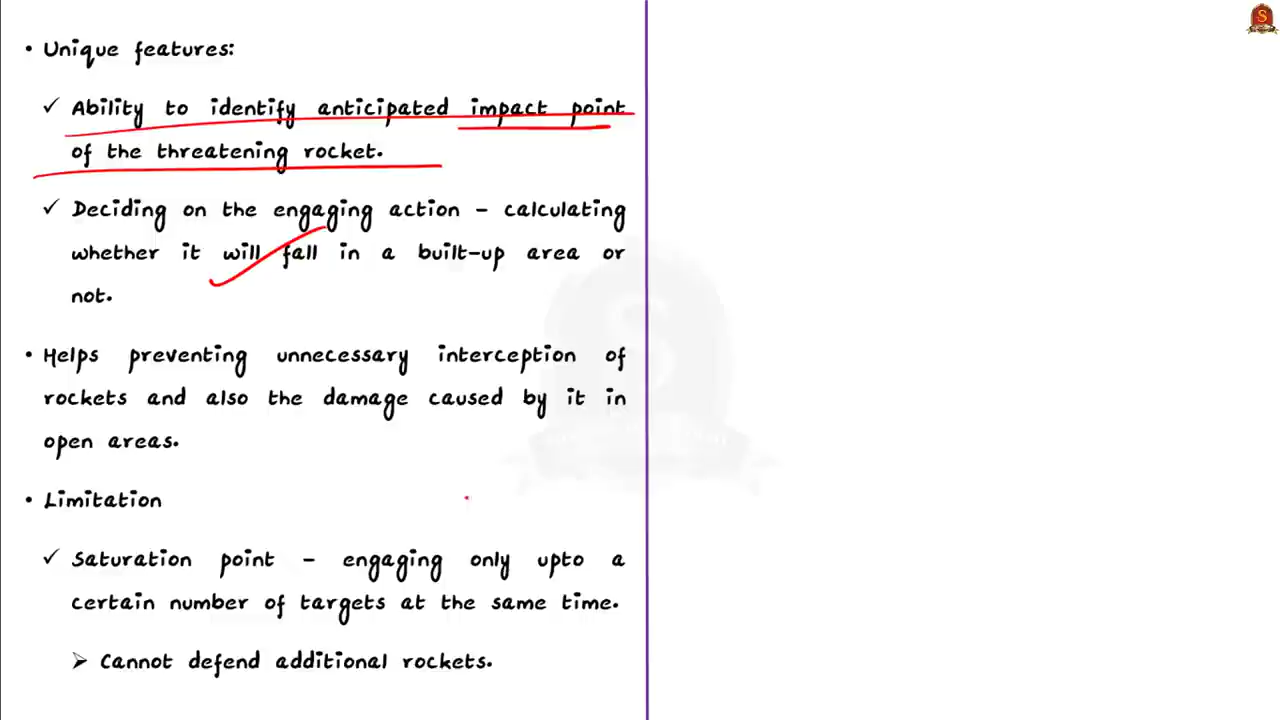 • Unique features:
✓ Ability to identify anticipated impact point
of the threatening rocket.
✓ Deciding on the engaging action – calculating
whether it will fall in a built-up area or
not.
• Helps preventing unnecessary interception of
rockets and also the damage caused by it in
open areas.
• Limitation
✓ Saturation point – engaging only upto a
certain number of targets at the same time.
➢ Cannot defend additional rockets.